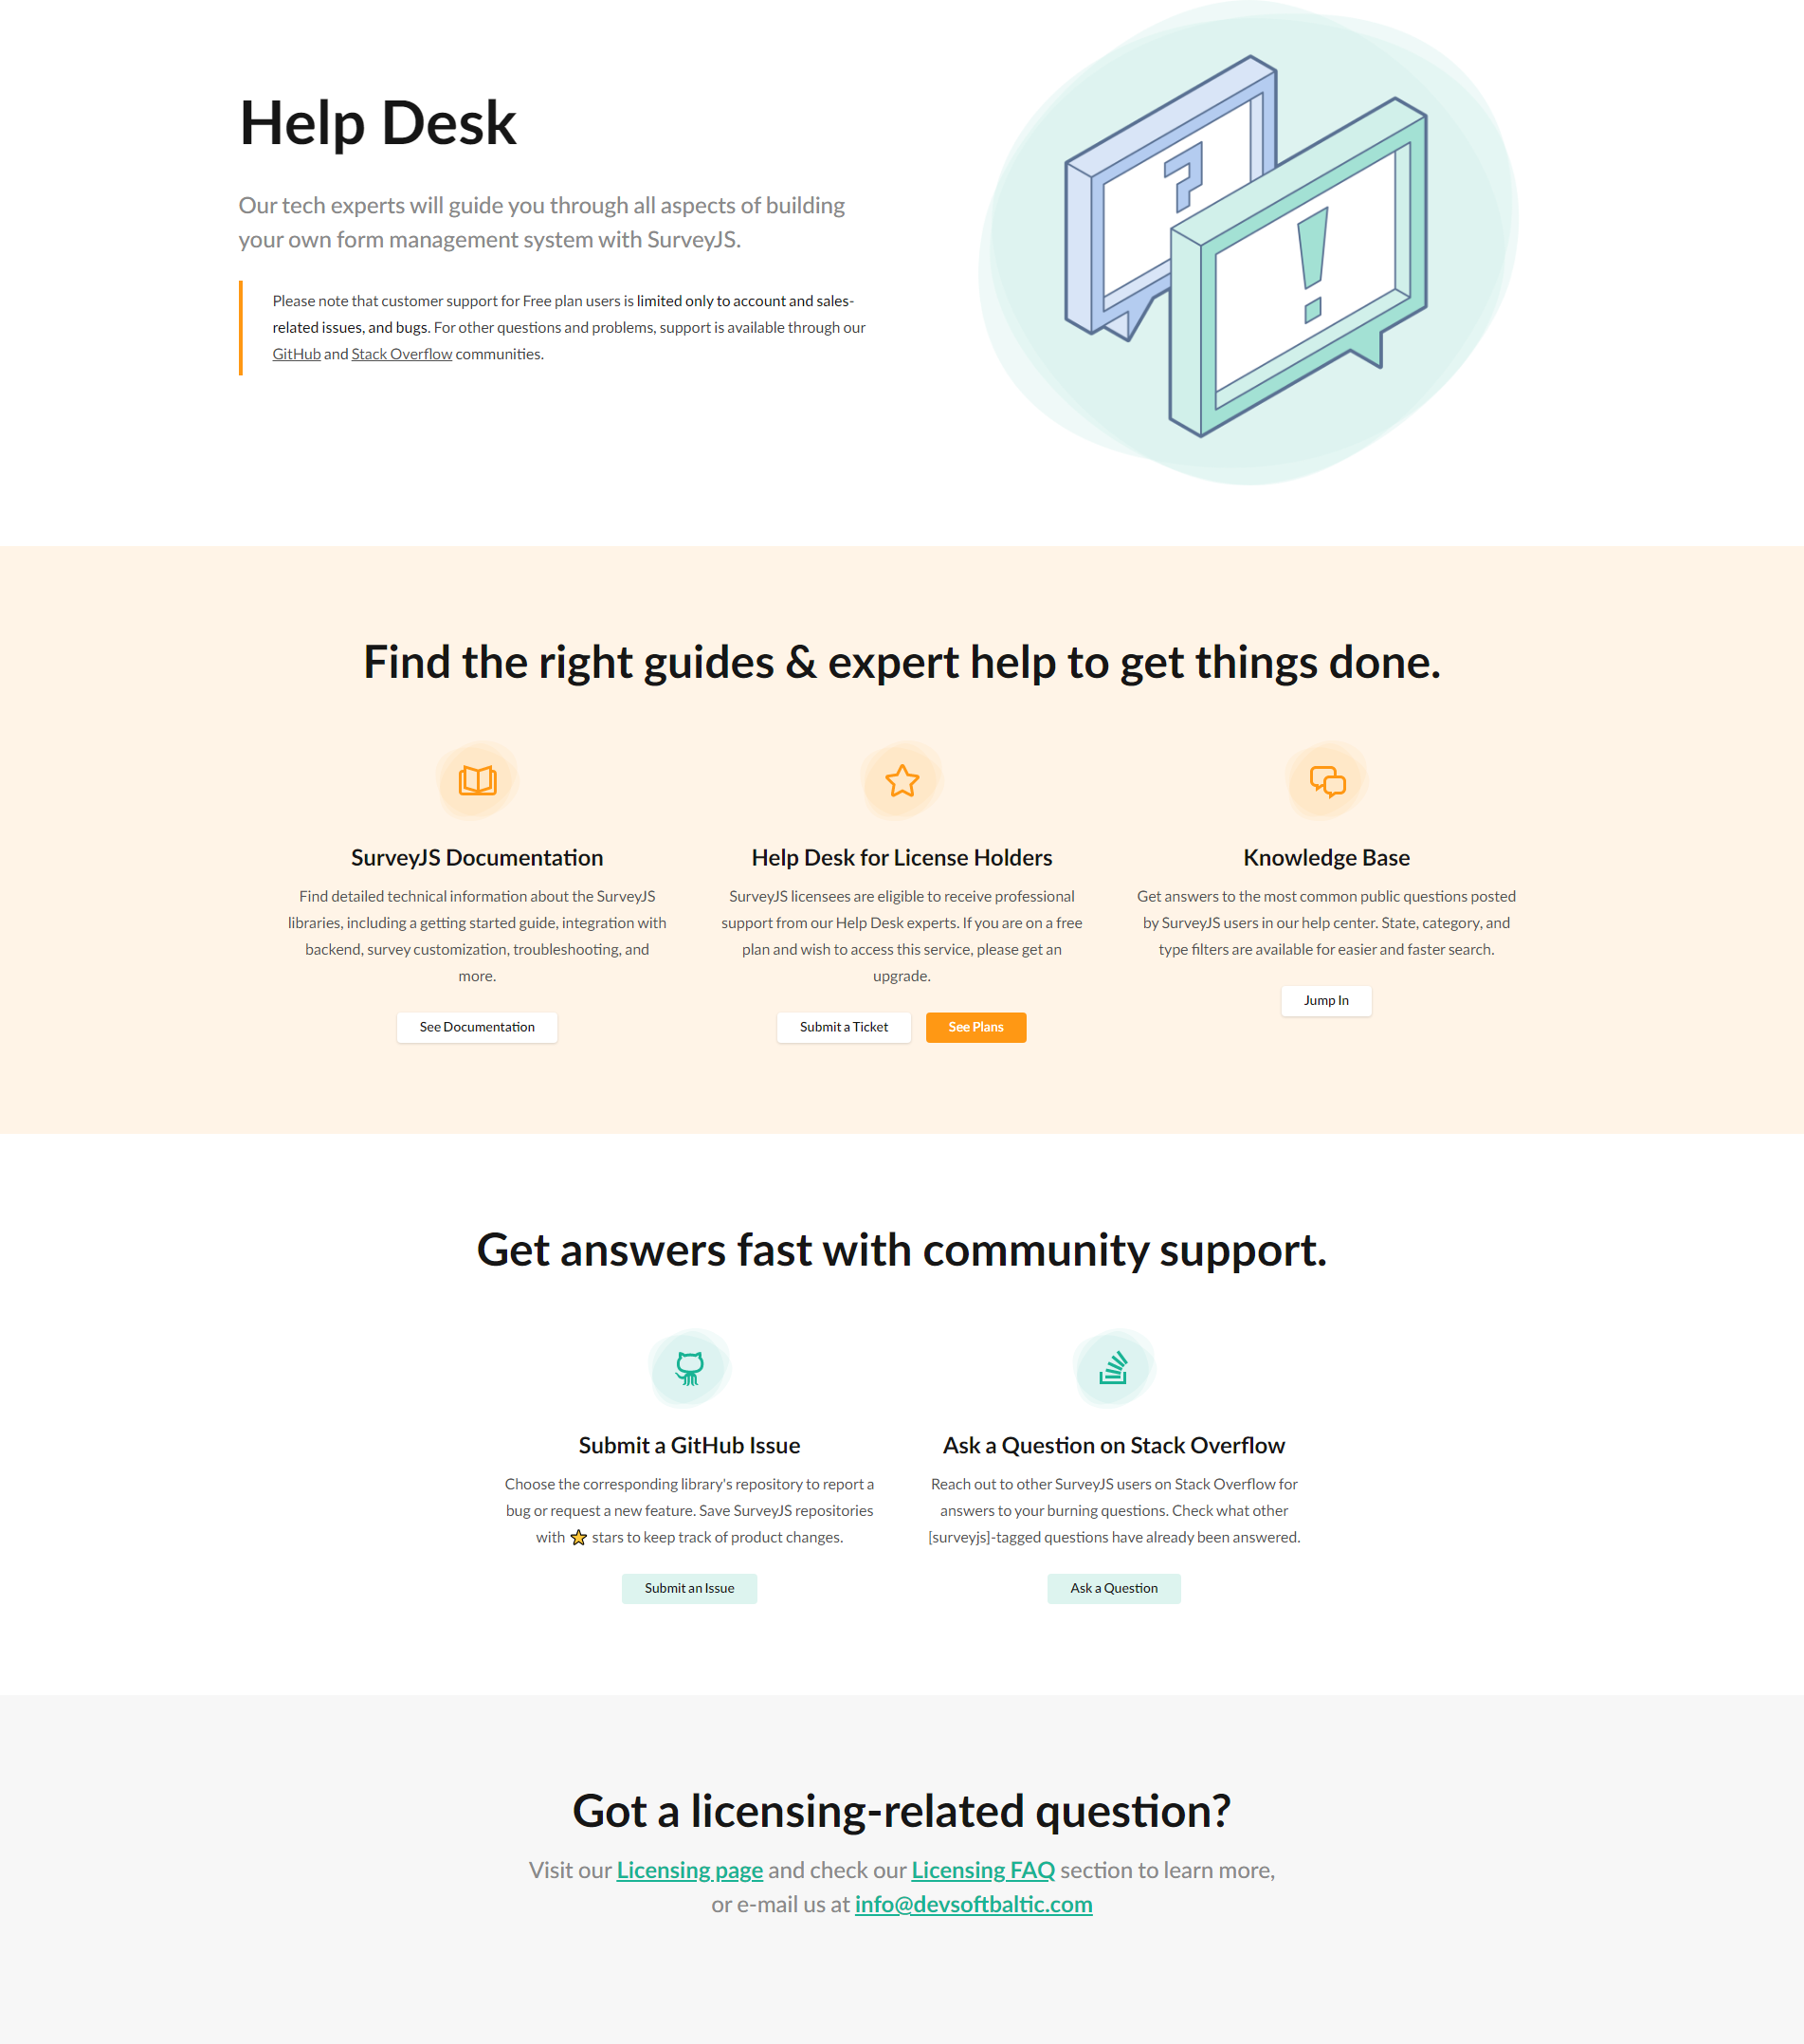 Help Desk
Our tech experts will guide you through all aspects of building
your own form management system with SurveyJS.
Please note that customer support for Free plan users is limited only to account and sales-
related issues, and bugs. For other questions and problems, support is available through our
GitHub and Stack Overflow communities.
?
!
Find the right guides & expert help to get things done.
SurveyJS Documentation
Find detailed technical information about the SurveyJS
libraries, including a getting started guide, integration with
backend, survey customization, troubleshooting, and
more.
See Documentation
Help Desk for License Holders
SurveyJS licensees are eligible to receive professional
support from our Help Desk experts. If you are on a free
plan and wish to access this service, please get an
upgrade.
Submit a Ticket
See Plans
Knowledge Base
Get answers to the most common public questions posted
by SurveyJS users in our help center. State, category, and
type filters are available for easier and faster search.
Jump In
Get answers fast with community support.
Submit a GitHub Issue
Choose the corresponding library's repository to report a
bug or request a new feature. Save SurveyJS repositories
with ⭐ stars to keep track of product changes.
Submit an Issue
Ask a Question on Stack Overflow
Reach out to other SurveyJS users on Stack Overflow for
answers to your burning questions. Check what other
[surveyjs]-tagged questions have already been answered.
Ask a Question
Got a licensing-related question?
Visit our Licensing page and check our Licensing FAQ section to learn more,
or e-mail us at info@devsoftbaltic.com